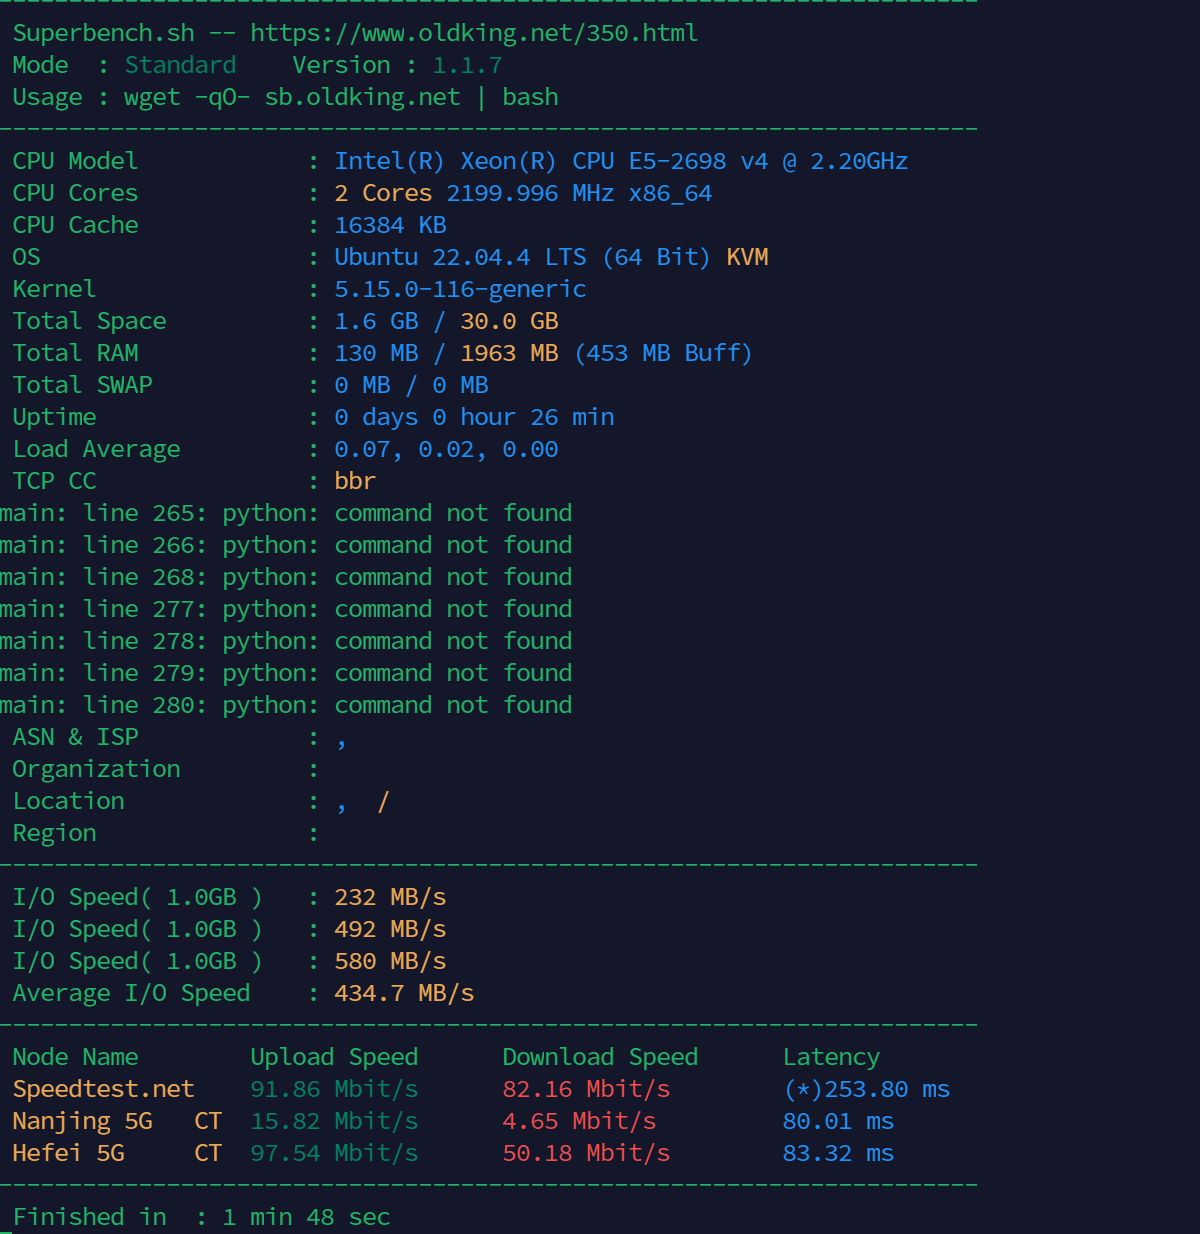 Superbench.sh -- https://www.oldking.net/350.html
Mode  : Standard    Version : 1.1.7
Usage : wget -qO- sb.oldking.net | bash
----------------------------------------------------------------------
CPU Model            : Intel(R) Xeon(R) CPU E5-2698 v4 @ 2.20GHz
CPU Cores            : 2 Cores 2199.996 MHz x86_64
CPU Cache            : 16384 KB
OS                   : Ubuntu 22.04.4 LTS (64 Bit) KVM
Kernel               : 5.15.0-116-generic
Total Space          : 1.6 GB / 30.0 GB
Total RAM            : 130 MB / 1963 MB (453 MB Buff)
Total SWAP           : 0 MB / 0 MB
Uptime               : 0 days 0 hour 26 min
Load Average         : 0.07, 0.02, 0.00
TCP CC               : bbr
main: line 265: python: command not found
main: line 266: python: command not found
main: line 268: python: command not found
main: line 277: python: command not found
main: line 278: python: command not found
main: line 279: python: command not found
main: line 280: python: command not found
ASN & ISP            : ,
Organization         :
Location             : ,  /
Region               :
----------------------------------------------------------------------
I/O Speed( 1.0GB )   : 232 MB/s
I/O Speed( 1.0GB )   : 492 MB/s
I/O Speed( 1.0GB )   : 580 MB/s
Average I/O Speed    : 434.7 MB/s
----------------------------------------------------------------------
Node Name        Upload Speed      Download Speed      Latency
Speedtest.net    91.86 Mbit/s      82.16 Mbit/s        (*)253.80 ms
Nanjing 5G   CT  15.82 Mbit/s      4.65 Mbit/s         80.01 ms
Hefei 5G     CT  97.54 Mbit/s      50.18 Mbit/s        83.32 ms
----------------------------------------------------------------------
Finished in  : 1 min 48 sec